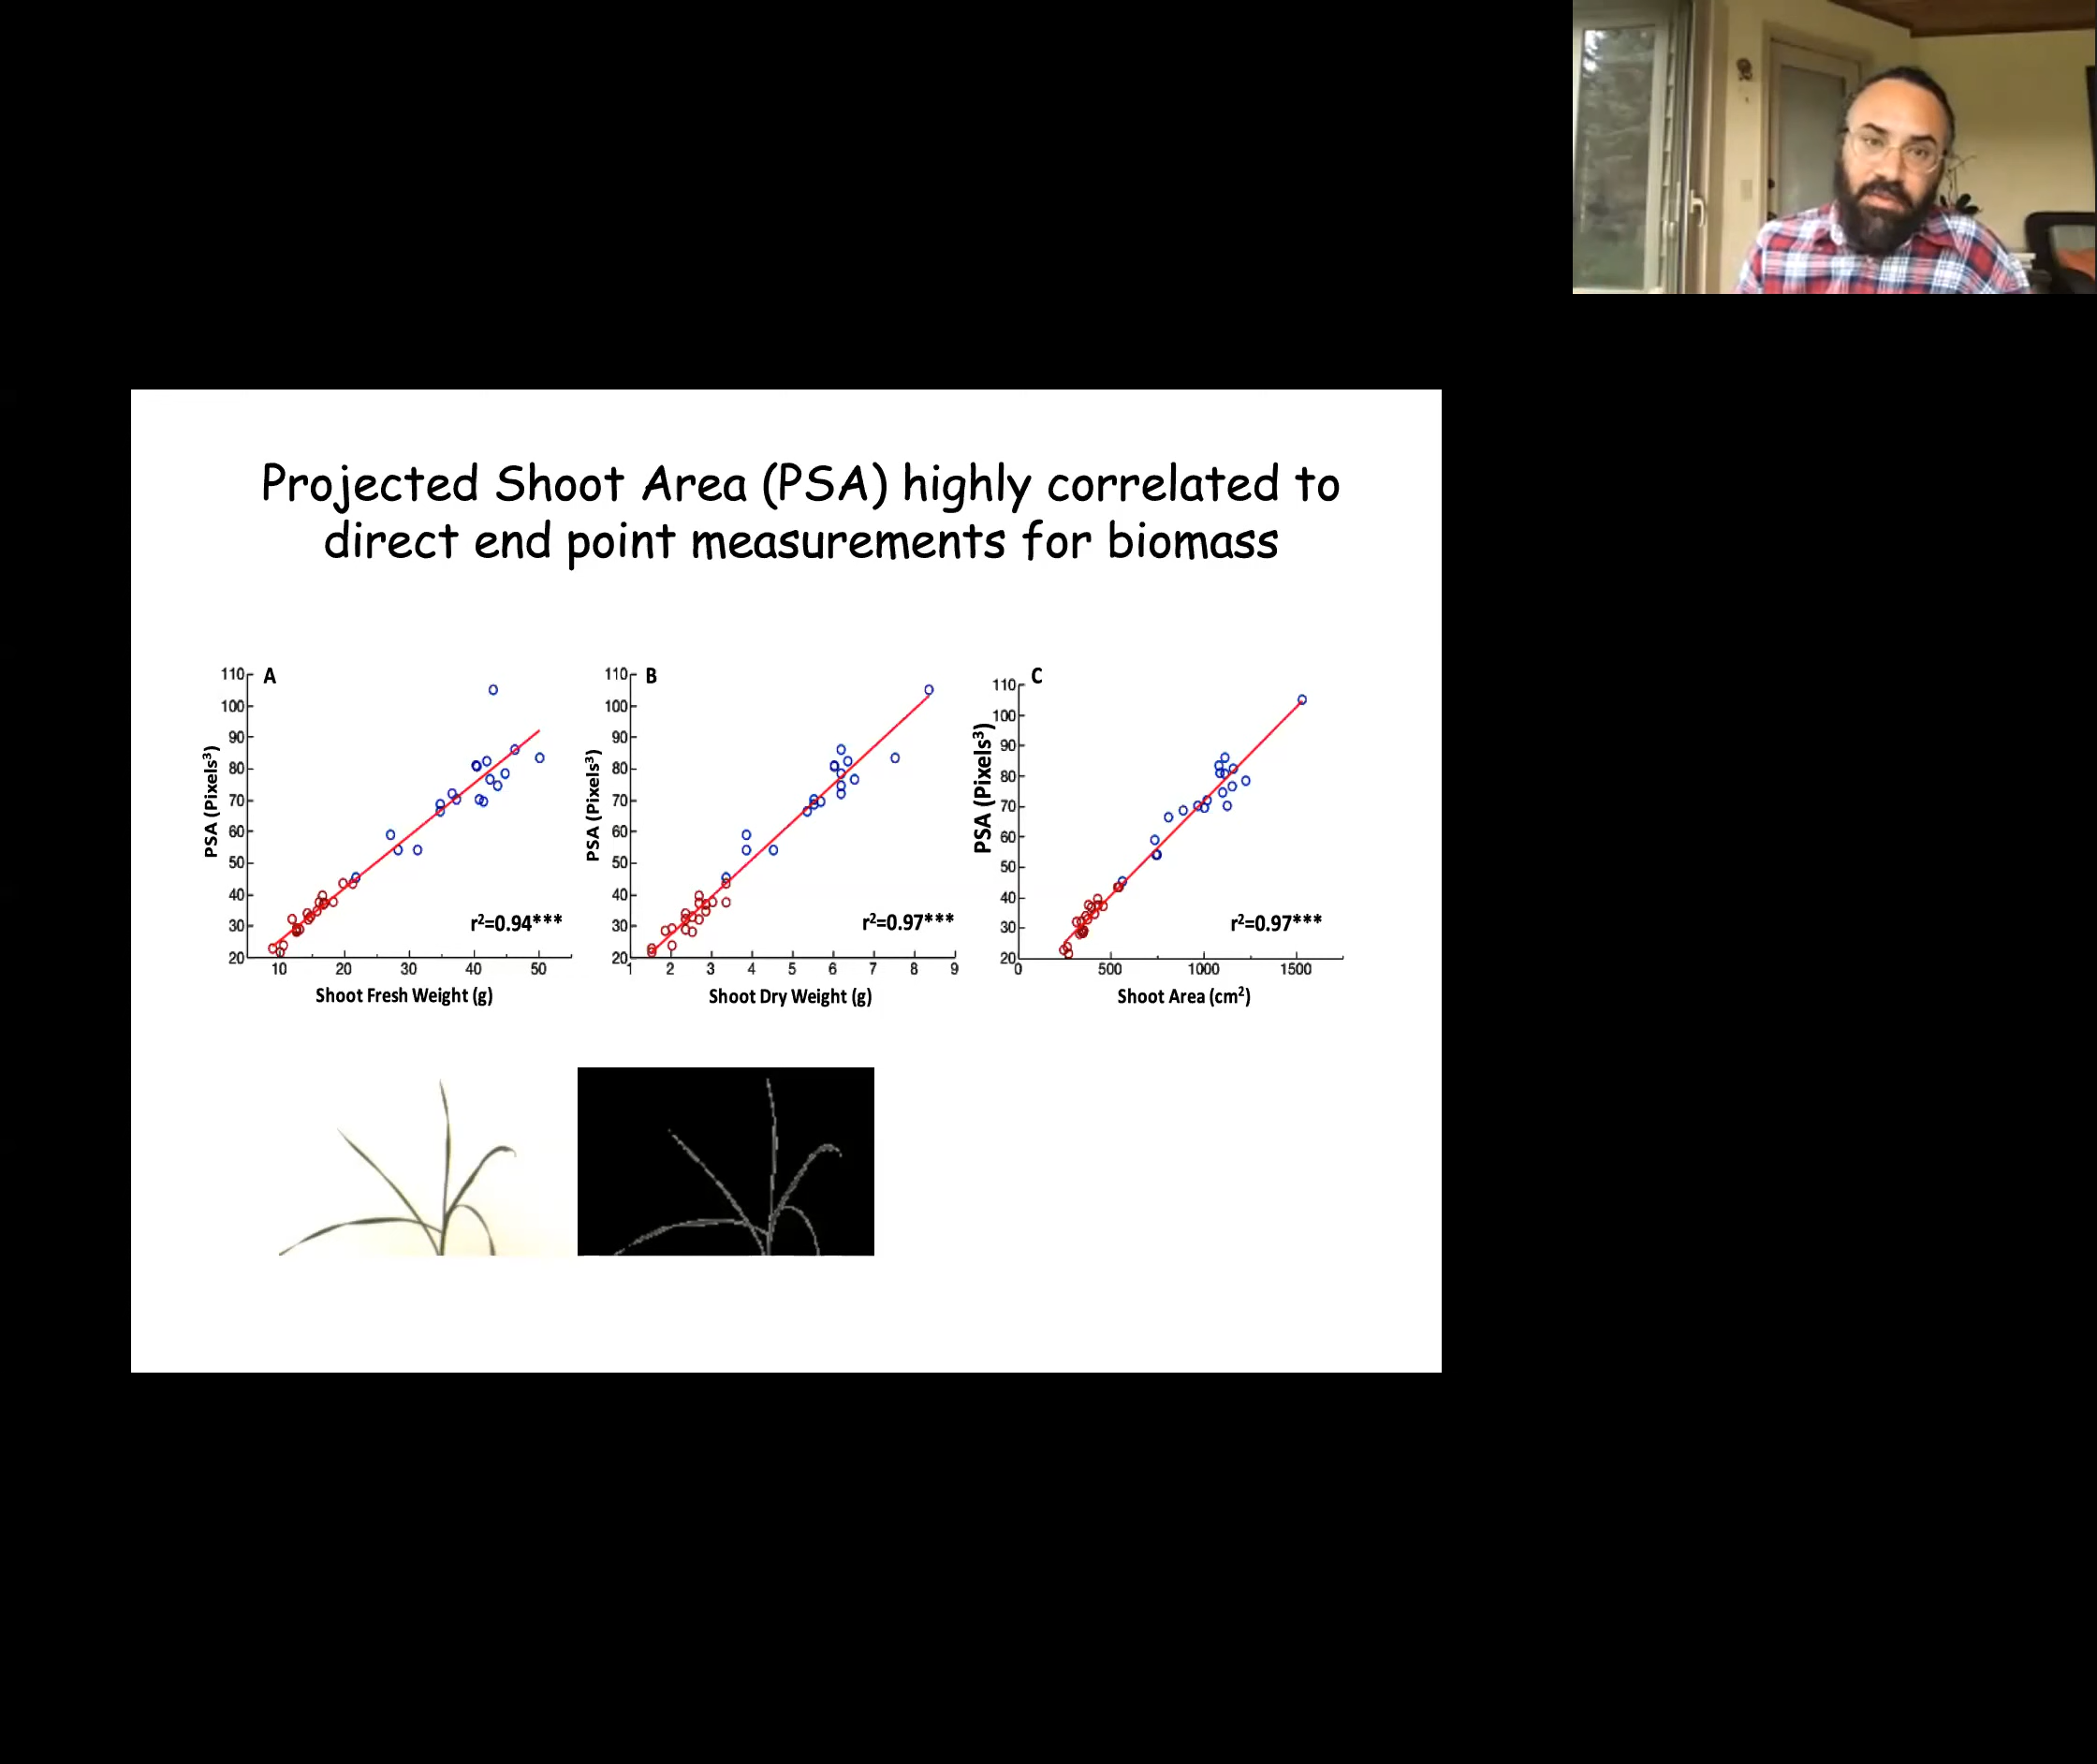 Projected Shoot Area (PSA) highly correlated to
direct end point measurements for biomass
A
110
100
90
80
70
60
50
40
30
20
PSA (Pixels³)
r²=0.94***
10 20 30 40 50
Shoot Fresh Weight (g)
B
110
100
90
80
70
60
50
40
30
20
PSA (Pixels³)
r²=0.97***
1 2 3 4 5 6 7 8 9
Shoot Dry Weight (g)
C
110
100
90
80
70
60
50
40
30
20
PSA (Pixels³)
r²=0.97***
0 500 1000 1500
Shoot Area (cm²)